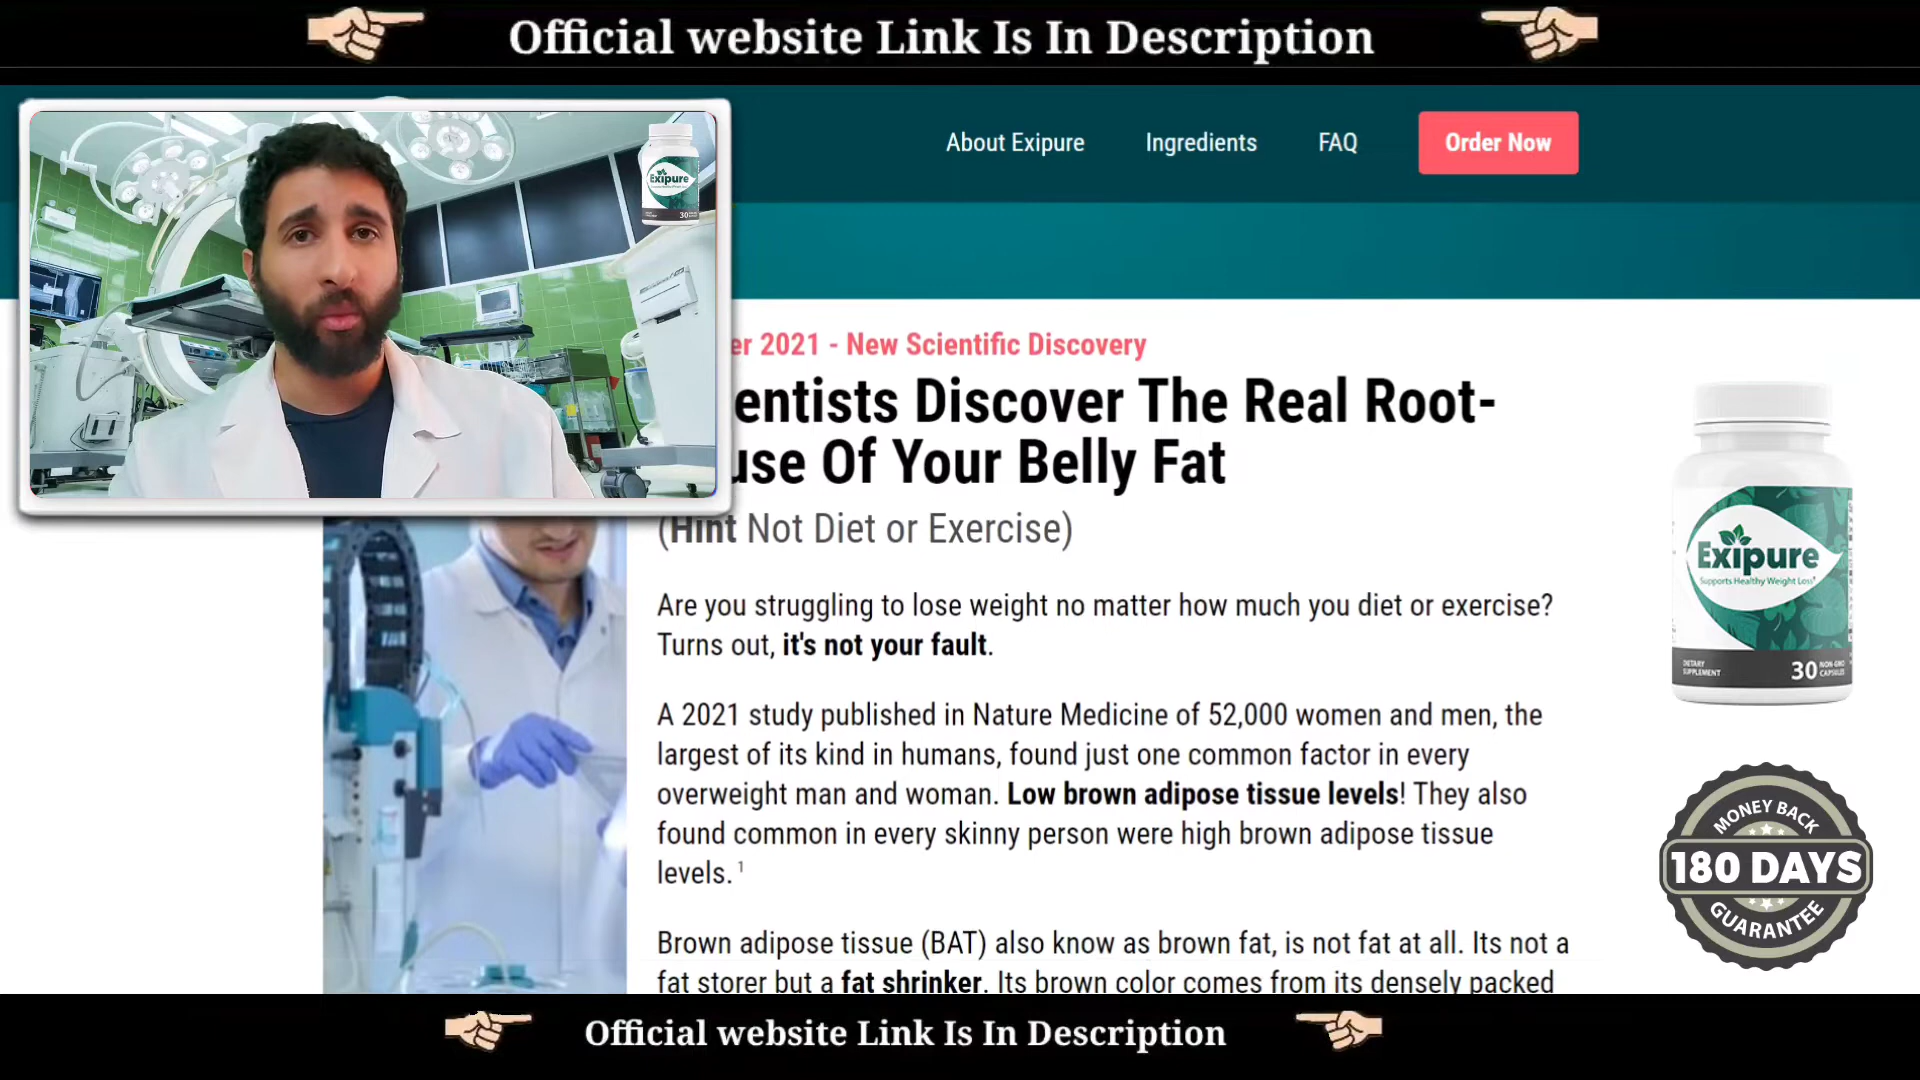 Official website Link Is In Description
About Exipure
Ingredients
FAQ
Order Now
Exipure
30
er 2021 - New Scientific Discovery
entists Discover The Real Root-
use Of Your Belly Fat
(Hint Not Diet or Exercise)
Are you struggling to lose weight no matter how much you diet or exercise?
Turns out, it's not your fault.
A 2021 study published in Nature Medicine of 52,000 women and men, the
largest of its kind in humans, found just one common factor in every
overweight man and woman. Low brown adipose tissue levels! They also
found common in every skinny person were high brown adipose tissue
levels. 1
Brown adipose tissue (BAT) also know as brown fat, is not fat at all. Its not a
fat storer but a fat shrinker. Its brown color comes from its densely packed
Exipure
Supports Healthy Weight Loss
DIETARY
SUPPLEMENT
30 NON-GMO
CAPSULES
MONEY BACK
180 DAYS
GUARANTEE
Official website Link Is In Description